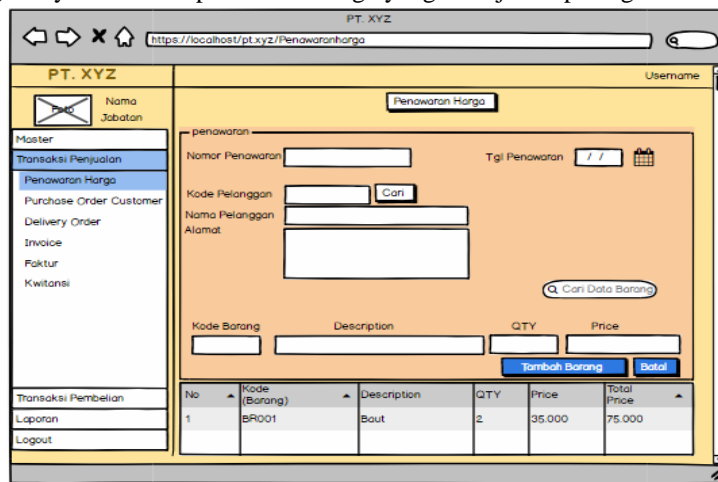 PT. XYZ
https://localhost/pt.xyz/Penawaranharga
PT. XYZ
Username
Foto
Nama
Jabatan
Penawaran Harga
Master
Transaksi Penjualan
Penawaran Harga
Purchase Order Customer
Delivery Order
Invoice
Faktur
Kwitansi
Transaksi Pembelian
Laporan
Logout
penawaran
Nomor Penawaran
Tgl Penawaran / /
Kode Pelanggan Cari
Nama Pelanggan
Alamat
Cari Data Barang
Kode Barang Description QTY Price
Tambah Barang Batal
No Kode (Barang) Description QTY Price Total Price
1 BR001 Baut 2 35.000 75.000